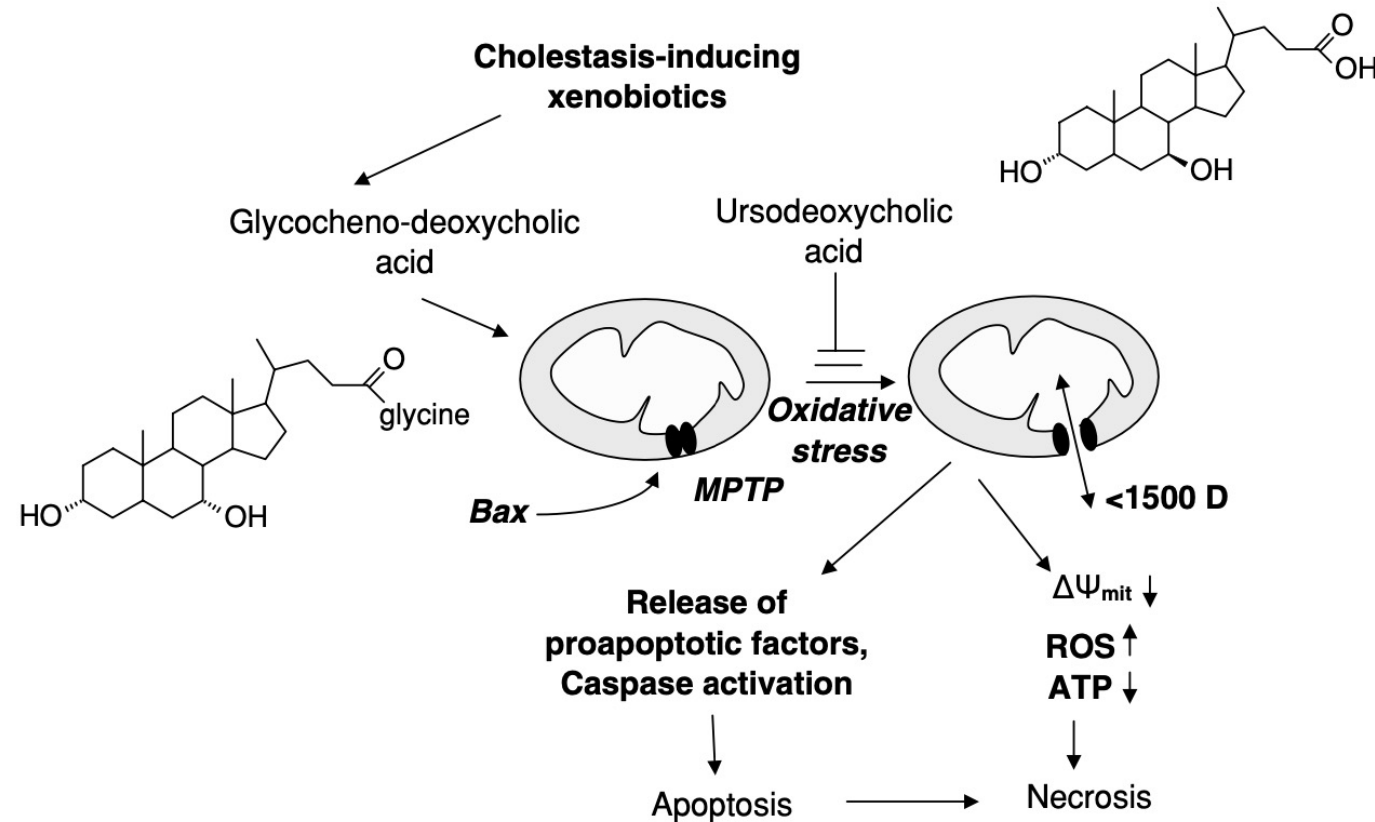 Cholestasis-inducing
xenobiotics
O
OH
HO
OH
Glycocheno-deoxycholic
acid
Ursodeoxycholic
acid
O
glycine
HO
OH
Oxidative
stress
Bax
MPTP
<1500 D
Release of
proapoptotic factors,
Caspase activation
ΔΨmit ↓
ROS ↑
ATP ↓
Apoptosis
Necrosis